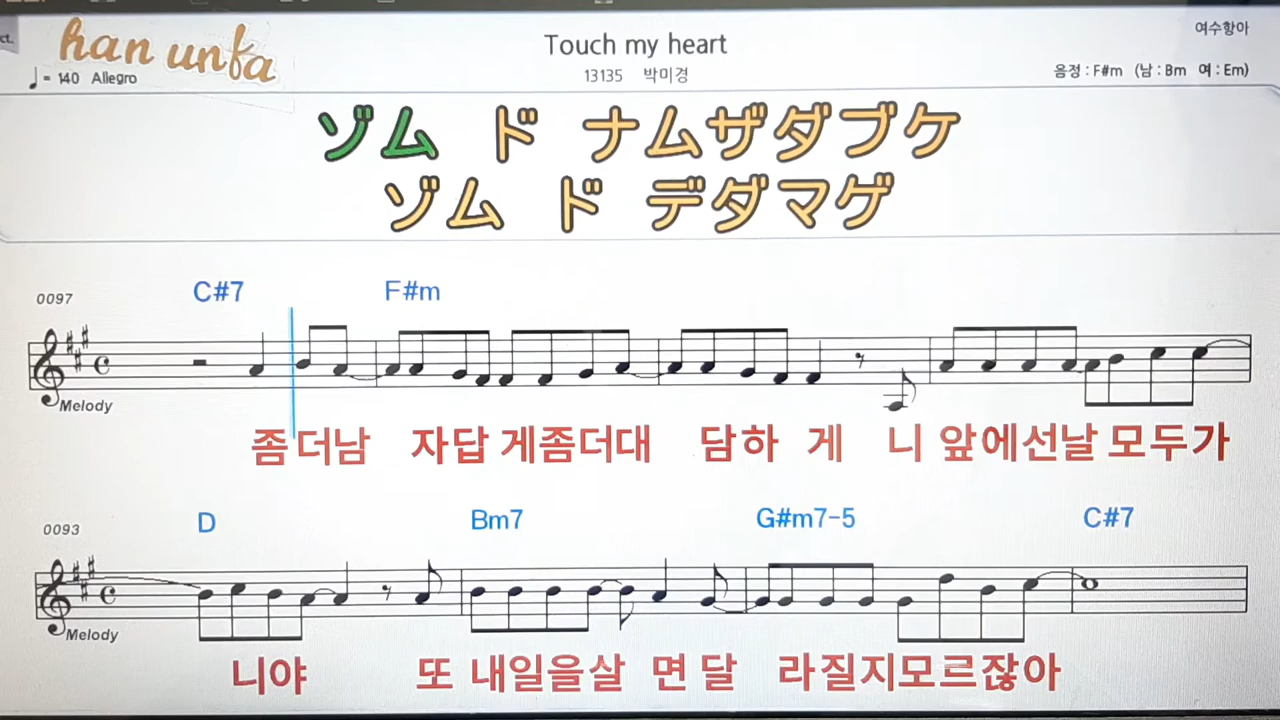 ct.
han unfa
Touch my heart
여수항아
♩= 140 Allegro
13135 박미경
음정 : F#m (남 : Bm 여 : Em)
ゾム ド ナムザダブケ
ゾム ド デダマゲ
0097
C#7 F#m
Melody
좀더남 자답 게좀더대 담하 게 니 앞에선날 모두가
0093
D Bm7 G#m7-5 C#7
Melody
니야 또 내일을살 면 달 라질지모르잖아